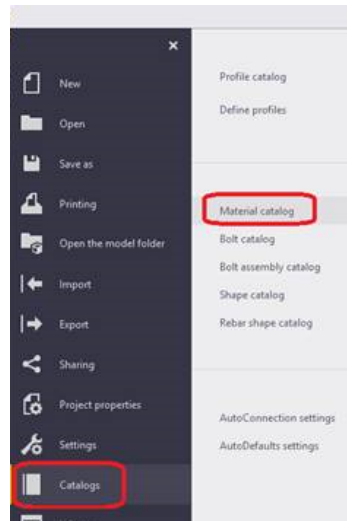 New
Open
Save as
Printing
Open the model folder
Import
Export
Sharing
Project properties
Settings
Catalogs
Profile catalog
Define profiles
Material catalog
Bolt catalog
Bolt assembly catalog
Shape catalog
Rebar shape catalog
AutoConnection settings
AutoDefaults settings